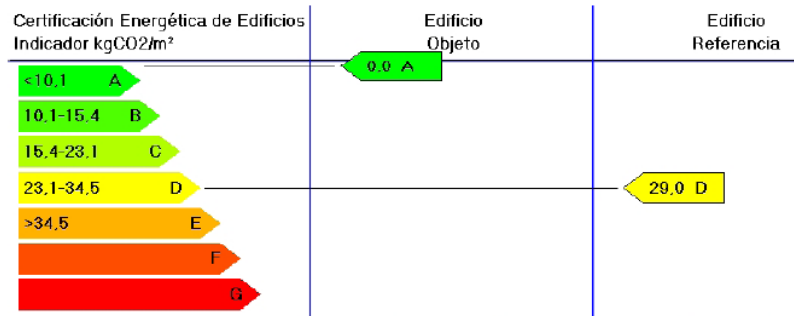 Certificación Energética de Edificios
Indicador kgCO2/m²
Edificio
Objeto
Edificio
Referencia
<10,1 A
0,0 A
10,1-15,4 B
15,4-23,1 C
23,1-34,5 D
29,0 D
>34,5 E
F
G